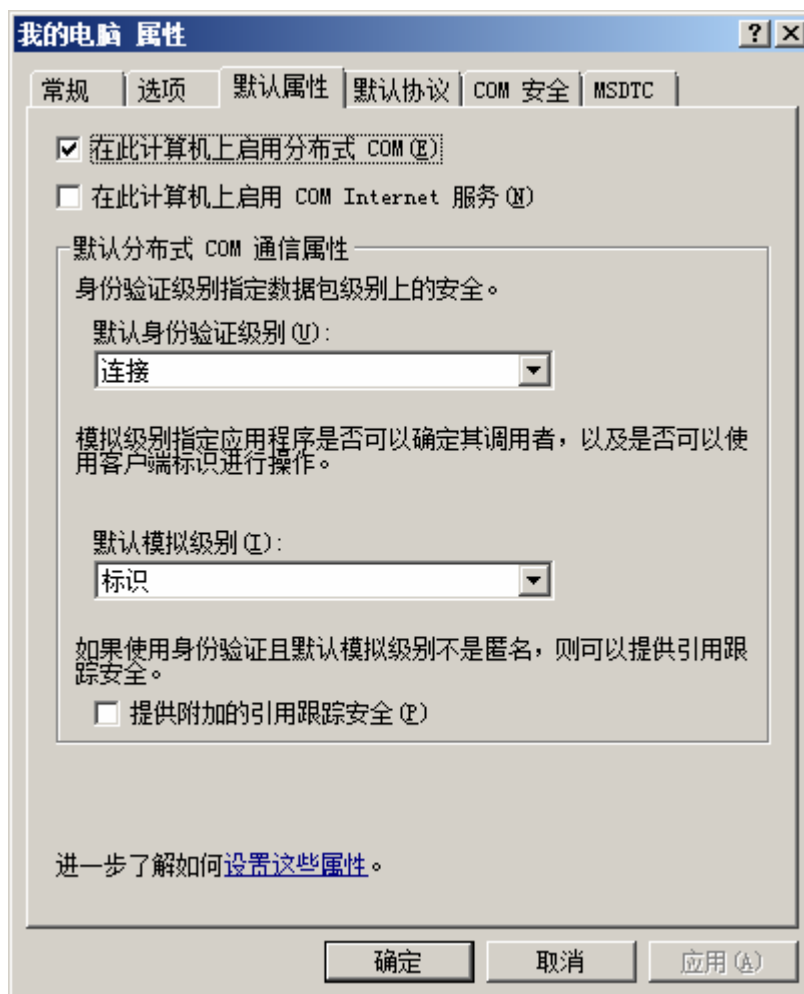 我的电脑 属性
常规 选项 默认属性 默认协议 COM 安全 MSDTC
在此计算机上启用分布式 COM(E)
在此计算机上启用 COM Internet 服务(N)
默认分布式 COM 通信属性
身份验证级别指定数据包级别上的安全。
默认身份验证级别(U):
连接
模拟级别指定应用程序是否可以确定其调用者，以及是否可以使
用客户端标识进行操作。
默认模拟级别(I):
标识
如果使用身份验证且默认模拟级别不是匿名，则可以提供引用跟
踪安全。
提供附加的引用跟踪安全(P)
进一步了解如何设置这些属性。
确定 取消 应用(A)